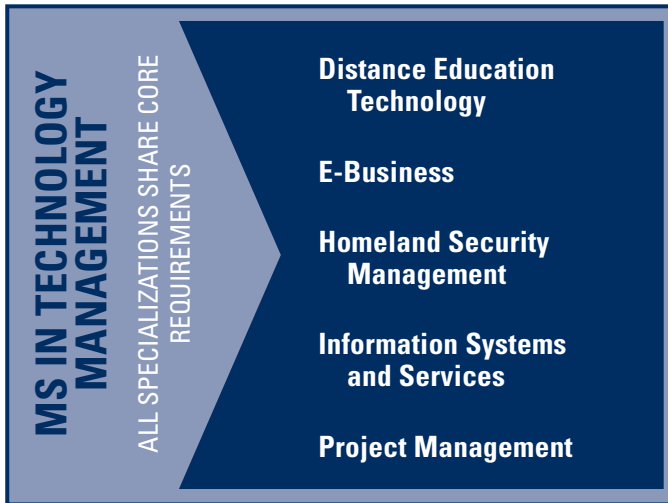 MS IN TECHNOLOGY
MANAGEMENT
ALL SPECIALIZATIONS SHARE CORE
REQUIREMENTS
Distance Education
Technology
E-Business
Homeland Security
Management
Information Systems
and Services
Project Management